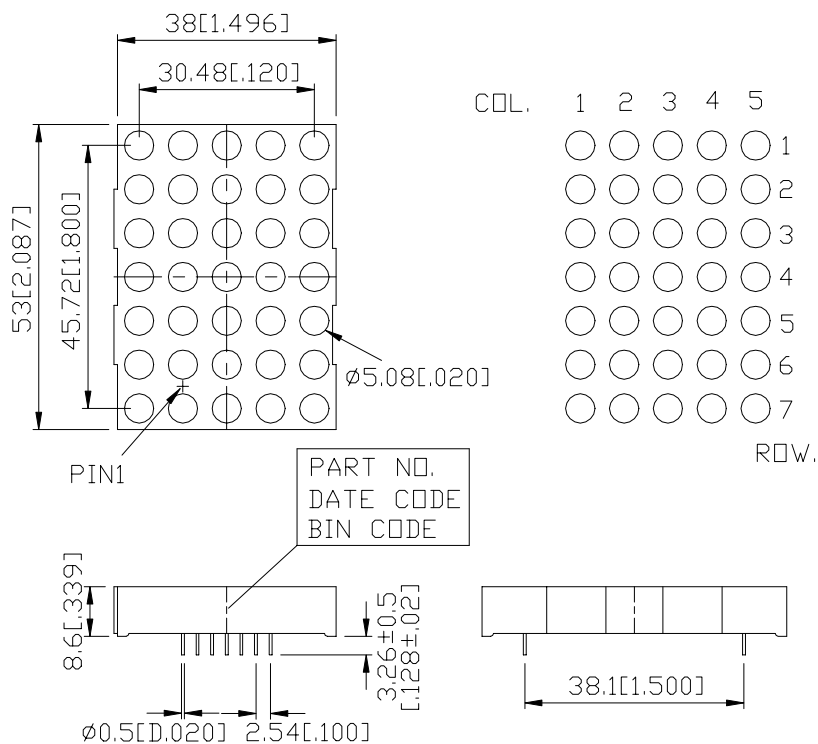 38[1.496]
30.48[.120]
COL. 1 2 3 4 5
1
2
3
4
5
6
7
ROW.
53[2.087]
45.72[1.800]
Ø5.08[.020]
PIN1
PART NO.
DATE CODE
BIN CODE
8.6[.339]
3.26±0.5
[.128±.02]
38.1[1.500]
Ø0.5[D.020]
2.54[.100]